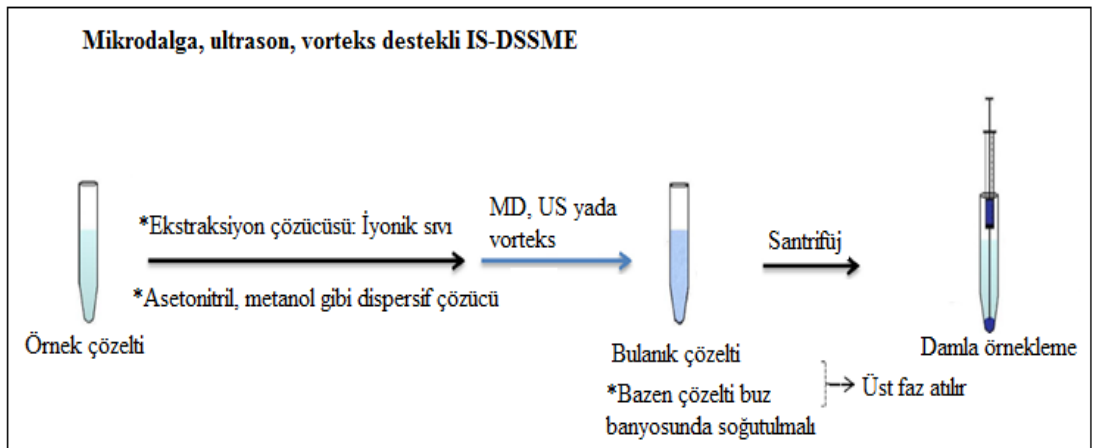 Mikrodalga, ultrason, vorteks destekli IS-DSSME
*Ekstraksiyon çözücüsü: İyonik sıvı
*Asetonitril, metanol gibi dispersif çözücü
MD, US yada
vorteks
Santrifüj
Örnek çözelti
Bulanık çözelti
*Bazen çözelti buz
banyosunda soğutulmalı
Üst faz atılır
Damla örnekleme